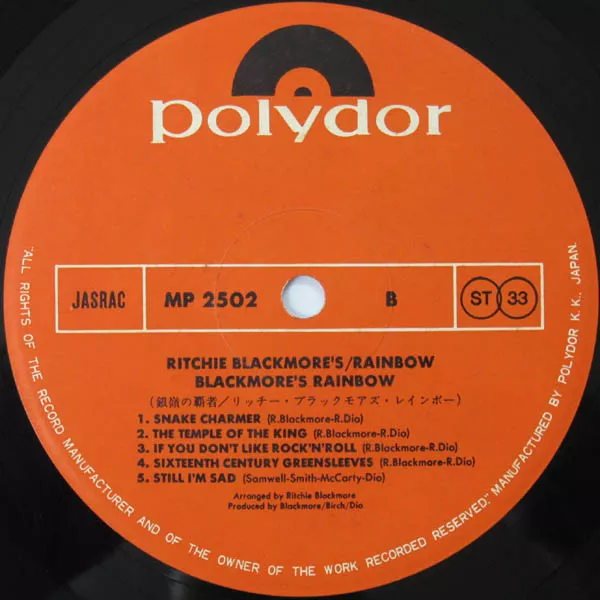 polydor
JASRAC MP 2502 B ST 33
RITCHIE BLACKMORE'S/RAINBOW
BLACKMORE'S RAINBOW
(銀嶺の覇者/リッチー・ブラックモアズ・レインボー)
1. SNAKE CHARMER (R.Blackmore-R.Dio)
2. THE TEMPLE OF THE KING (R.Blackmore-R.Dio)
3. IF YOU DON'T LIKE ROCK'N'ROLL (R.Blackmore-R.Dio)
4. SIXTEENTH CENTURY GREENSLEEVES (R.Blackmore-R.Dio)
5. STILL I'M SAD (Samwell-Smith-McCarty-Dio)
Arranged by Ritchie Blackmore
Produced by Blackmore/Birch/Dio
"ALL RIGHTS OF THE RECORD MANUFACTURER AND OF THE OWNER OF THE WORK RECORDED RESERVED." MANUFACTURED BY POLYDOR K.K., JAPAN.